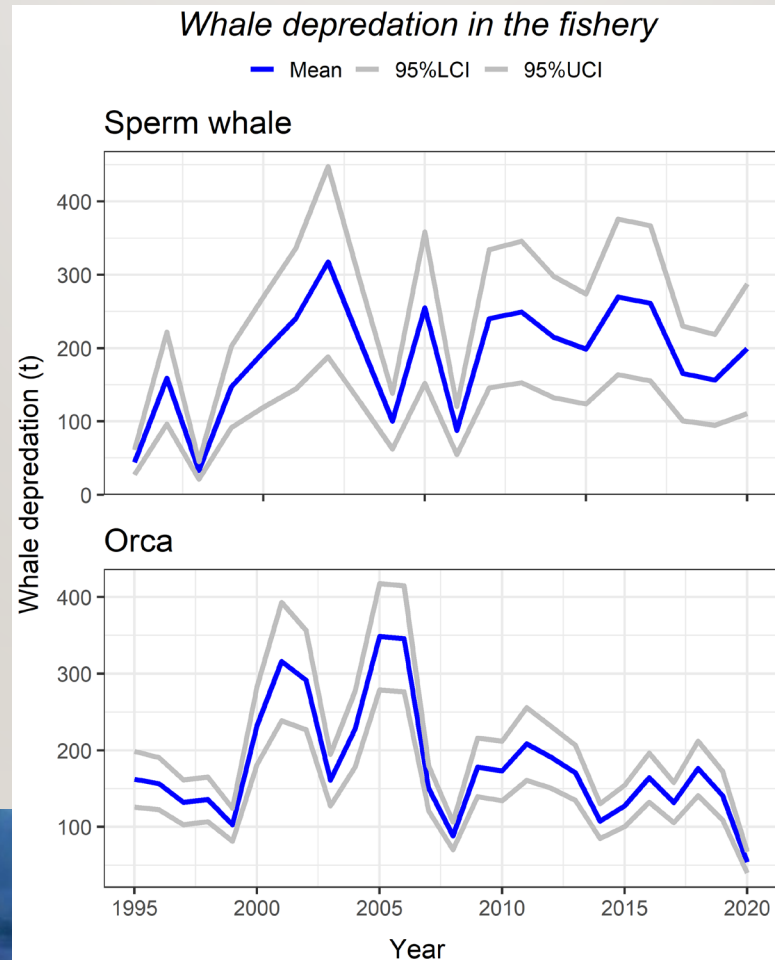 Whale depredation in the fishery
Mean 95%LCI 95%UCI
Sperm whale
400
300
200
100
0
Whale depredation (t)
Orca
400
300
200
100
1995 2000 2005 2010 2015 2020
Year